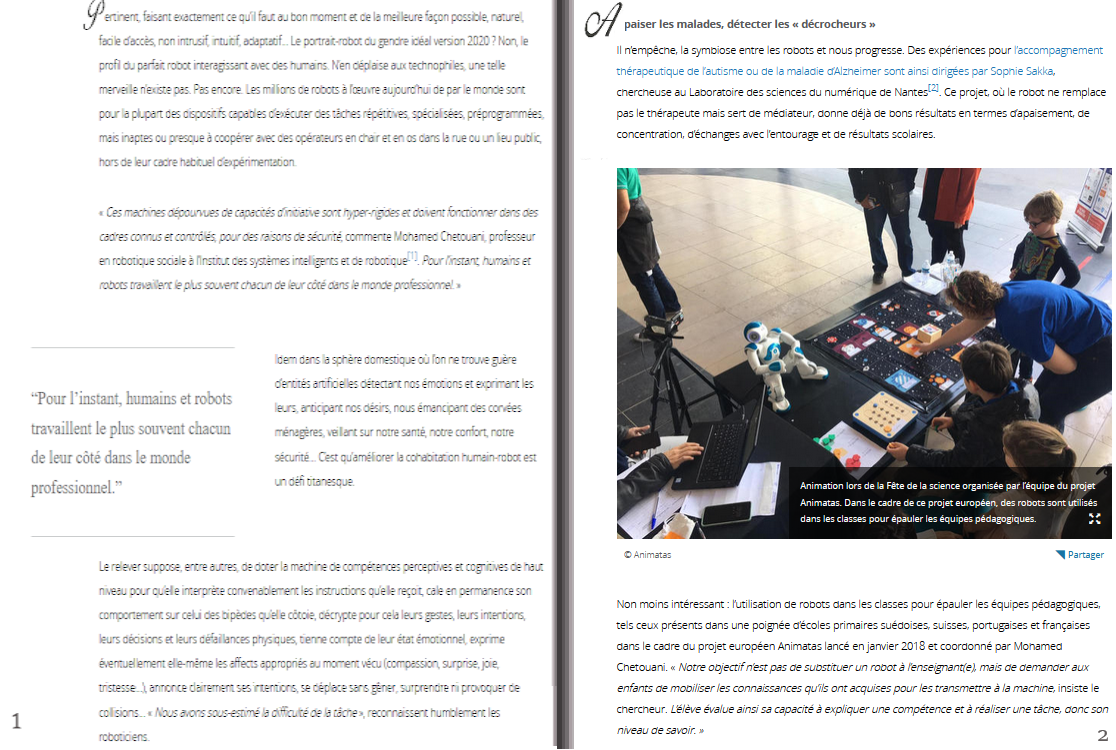 Pertinent, faisant exactement ce qu'il faut au bon moment et de la meilleure façon possible, naturel,
facile d'accès, non intrusif, intuitif, adaptatif... Le portrait-robot du gendre idéal version 2020 ? Non, le
profil du parfait robot interagissant avec des humains. N'en déplaise aux technophiles, une telle
merveille n'existe pas. Pas encore. Les millions de robots à l'œuvre aujourd'hui de par le monde sont
pour la plupart des dispositifs capables d'exécuter des tâches répétitives, spécialisées, préprogrammées,
mais inaptes ou presque à coopérer avec des opérateurs en chair et en os dans la rue ou un lieu public,
hors de leur cadre habituel d'expérimentation.
« Ces machines dépourvues de capacités d'initiative sont hyper-rigides et doivent fonctionner dans des
cadres connus et contrôlés, pour des raisons de sécurité, commente Mohamed Chetouani, professeur
en robotique sociale à l'Institut des systèmes intelligents et de robotique[1]. Pour l'instant, humains et
robots travaillent le plus souvent chacun de leur côté dans le monde professionnel. »
“Pour l'instant, humains et robots
travaillent le plus souvent chacun
de leur côté dans le monde
professionnel.”
Idem dans la sphère domestique où l'on ne trouve guère
d'entités artificielles détectant nos émotions et exprimant les
leurs, anticipant nos désirs, nous émancipant des corvées
ménagères, veillant sur notre santé, notre confort, notre
sécurité... C'est qu'améliorer la cohabitation humain-robot est
un défi titanesque.
Le relever suppose, entre autres, de doter la machine de compétences perceptives et cognitives de haut
niveau pour qu'elle interprète convenablement les instructions qu'elle reçoit, cale en permanence son
comportement sur celui des bipèdes qu'elle côtoie, décrypte pour cela leurs gestes, leurs intentions,
leurs décisions et leurs défaillances physiques, tienne compte de leur état émotionnel, exprime
éventuellement elle-même les affects appropriés au moment vécu (compassion, surprise, joie,
tristesse...), annonce clairement ses intentions, se déplace sans gêner, surprendre ni provoquer de
collisions... « Nous avons sous-estimé la difficulté de la tâche », reconnaissent humblement les
roboticiens.
1
Apaiser les malades, détecter les « décrocheurs »
Il n'empêche, la symbiose entre les robots et nous progresse. Des expériences pour l'accompagnement
thérapeutique de l'autisme ou de la maladie d'Alzheimer sont ainsi dirigées par Sophie Sakka,
chercheuse au Laboratoire des sciences du numérique de Nantes[2]. Ce projet, où le robot ne remplace
pas le thérapeute mais sert de médiateur, donne déjà de bons résultats en termes d'apaisement, de
concentration, d'échanges avec l'entourage et de résultats scolaires.
Animation lors de la Fête de la science organisée par l'équipe du projet
Animatas. Dans le cadre de ce projet européen, des robots sont utilisés
dans les classes pour épauler les équipes pédagogiques.
© Animatas
Partager
Non moins intéressant : l'utilisation de robots dans les classes pour épauler les équipes pédagogiques,
tels ceux présents dans une poignée d'écoles primaires suédoises, suisses, portugaises et françaises
dans le cadre du projet européen Animatas lancé en janvier 2018 et coordonné par Mohamed
Chetouani. « Notre objectif n'est pas de substituer un robot à l'enseignant(e), mais de demander aux
enfants de mobiliser les connaissances qu'ils ont acquises pour les transmettre à la machine, insiste le
chercheur. L'élève évalue ainsi sa capacité à expliquer une compétence et à réaliser une tâche, donc son
niveau de savoir. »
2